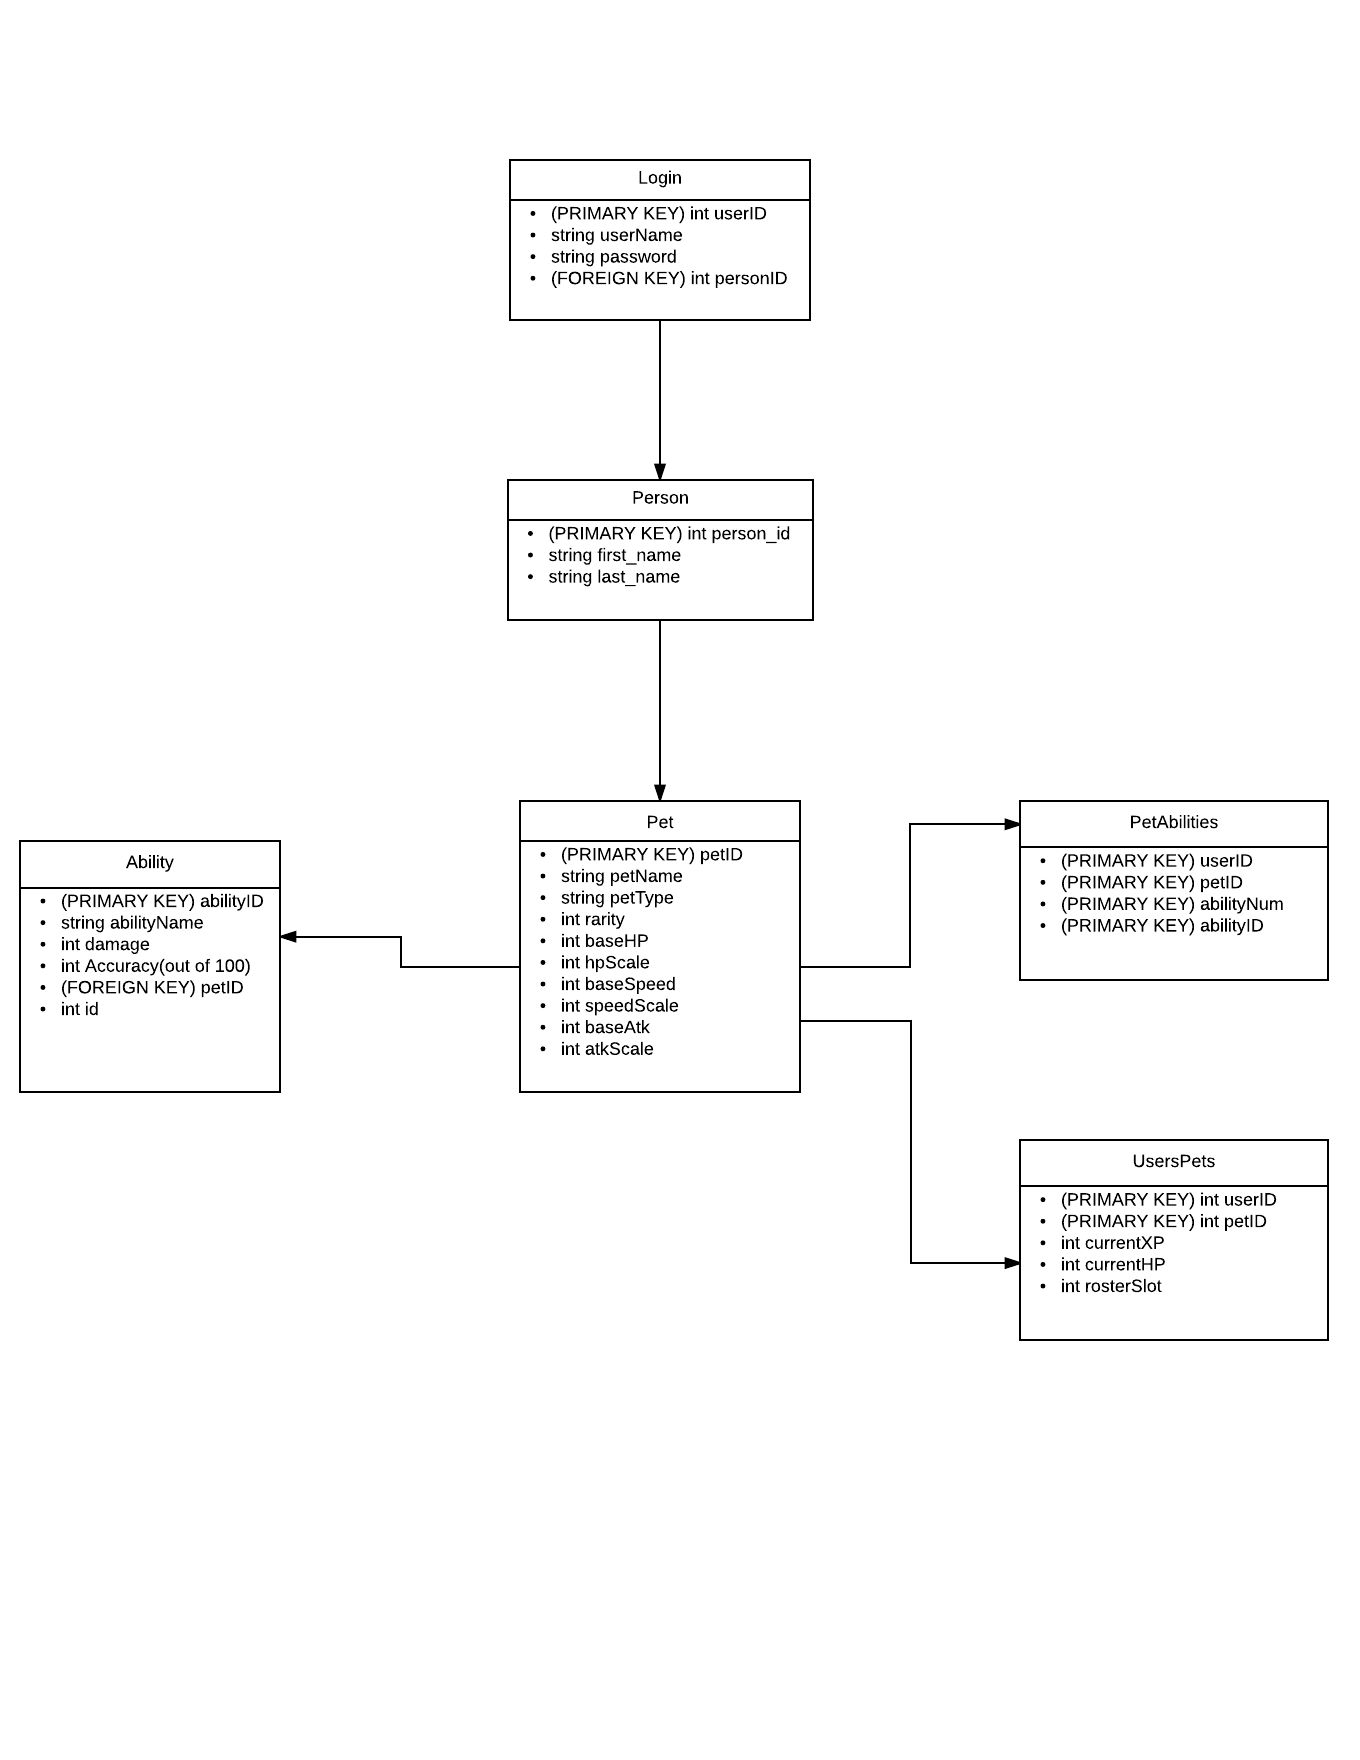 Login
• (PRIMARY KEY) int userID
• string userName
• string password
• (FOREIGN KEY) int personID
Person
• (PRIMARY KEY) int person_id
• string first_name
• string last_name
Ability
• (PRIMARY KEY) abilityID
• string abilityName
• int damage
• int Accuracy(out of 100)
• (FOREIGN KEY) petID
• int id
Pet
• (PRIMARY KEY) petID
• string petName
• string petType
• int rarity
• int baseHP
• int hpScale
• int baseSpeed
• int speedScale
• int baseAtk
• int atkScale
PetAbilities
• (PRIMARY KEY) userID
• (PRIMARY KEY) petID
• (PRIMARY KEY) abilityNum
• (PRIMARY KEY) abilityID
UsersPets
• (PRIMARY KEY) int userID
• (PRIMARY KEY) int petID
• int currentXP
• int currentHP
• int rosterSlot